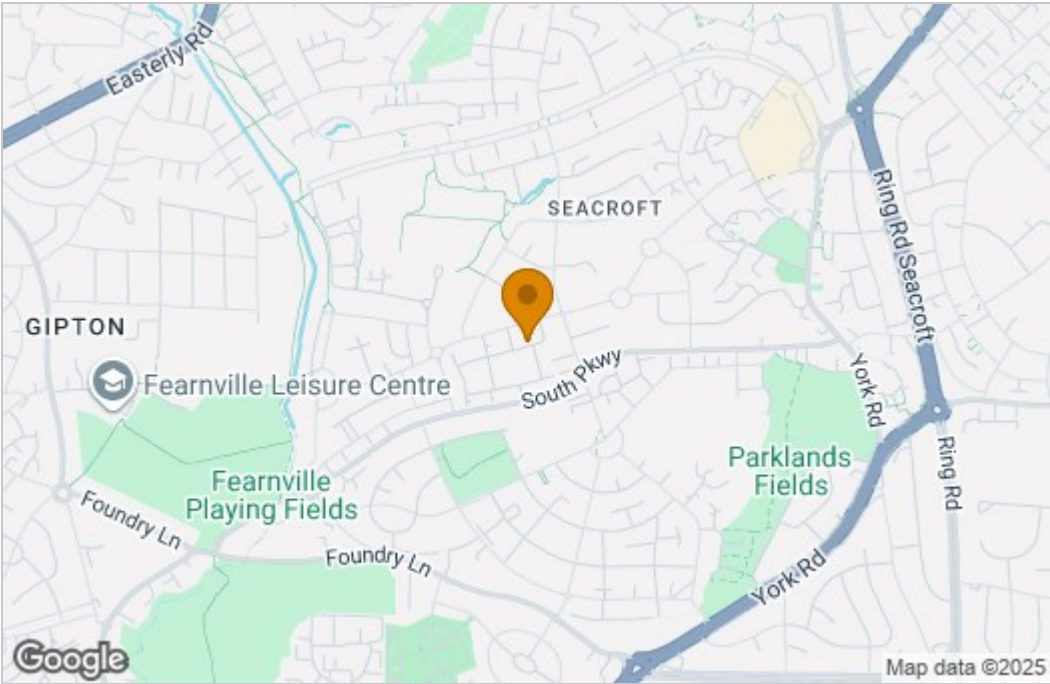 Easterly Rd
SEACROFT
Ring Rd Seacroft
GIPTON
Fearnville Leisure Centre
South Pkwy
York Rd
Fearnville
Playing Fields
Parklands
Fields
Ring Rd
Foundry Ln
Foundry Ln
York Rd
Google
Map data ©2025